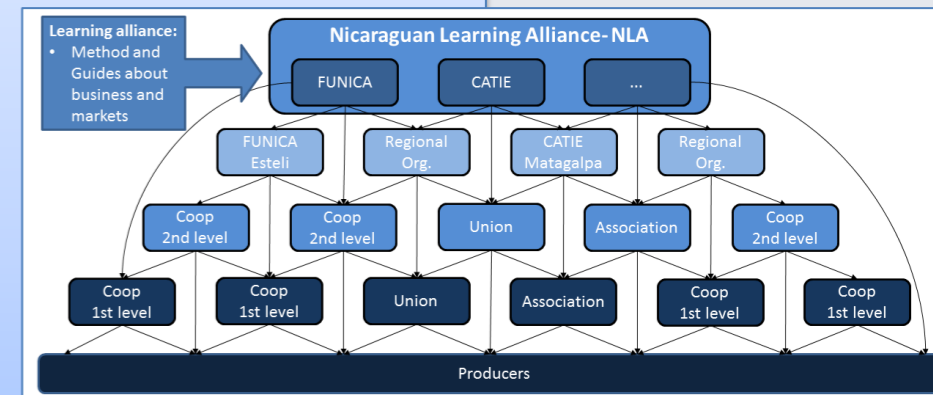 Learning alliance:
• Method and
Guides about
business and
markets
Nicaraguan Learning Alliance- NLA
FUNICA
CATIE
...
FUNICA
Esteli
Regional
Org.
CATIE
Matagalpa
Regional
Org.
Coop
2nd level
Coop
2nd level
Union
Association
Coop
2nd level
Coop
1st level
Coop
1st level
Union
Association
Coop
1st level
Coop
1st level
Producers